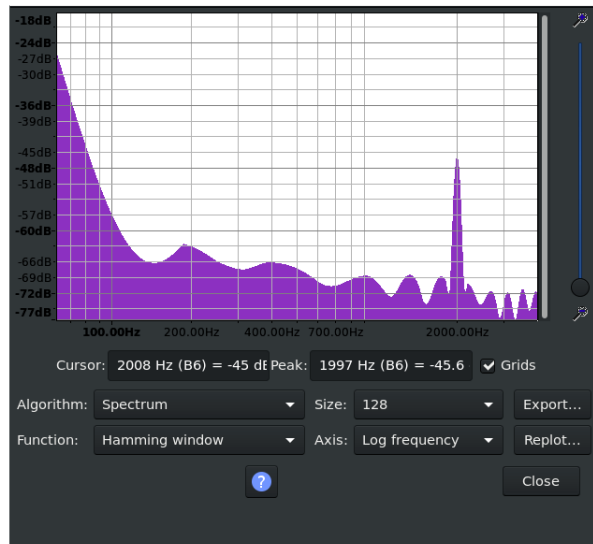 -18dB
-24dB
-27dB
-30dB
-36dB
-39dB
-45dB
-48dB
-51dB
-57dB
-60dB
-66dB
-69dB
-72dB
-77dB
100.00Hz 200.00Hz 400.00Hz 700.00Hz 2000.00Hz
Cursor: 2008 Hz (B6) = -45 dB Peak: 1997 Hz (B6) = -45.6 Grids
Algorithm: Spectrum Size: 128 Export...
Function: Hamming window Axis: Log frequency Replot...
? Close